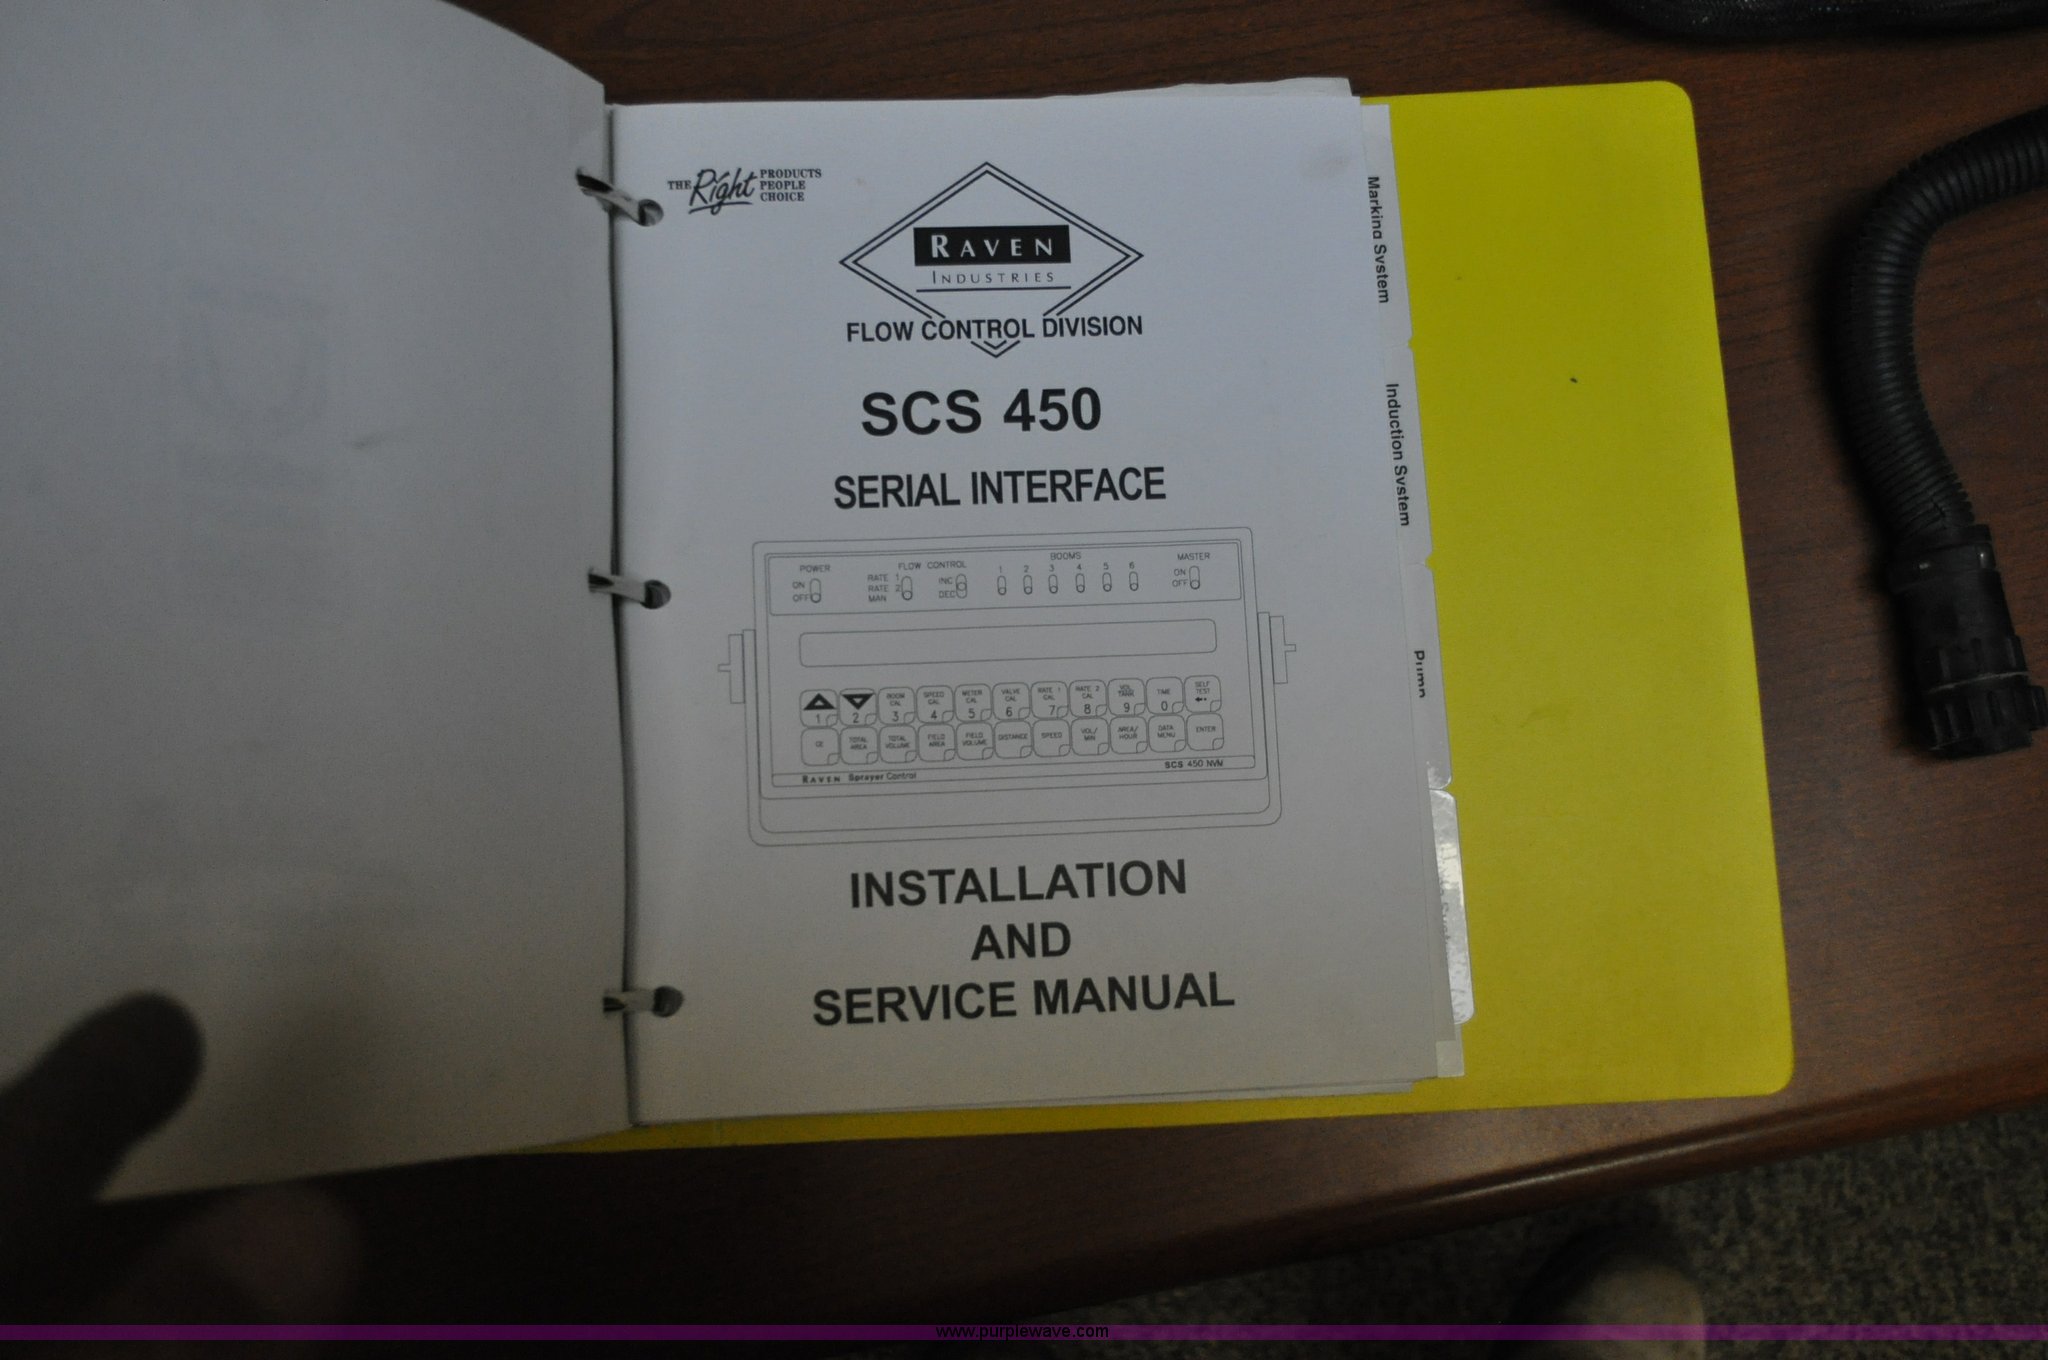 THE Right PRODUCTS
PEOPLE
CHOICE
RAVEN
INDUSTRIES
FLOW CONTROL DIVISION
SCS 450
SERIAL INTERFACE
POWER
ON
OFF
FLOW CONTROL
RATE 1
RATE 2
MAN
INC
DEC
BOOMS
1 2 3 4 5 6
MASTER
ON
OFF
1
2
BOOM CAL 3
SPEED CAL 4
METER CAL 5
VALVE CAL 6
RATE 1 CAL 7
RATE 2 CAL 8
VOL TANK 9
TIME 0
SELF TEST
CE
TOTAL AREA
TOTAL VOLUME
FIELD AREA
FIELD VOLUME
DISTANCE
SPEED
VOL/ MIN
AREA/ HOUR
DATA MENU
ENTER
RAVEN Sprayer Control
SCS 450 NVM
INSTALLATION
AND
SERVICE MANUAL
Marking System
Induction System
Pump
www.purplewave.com